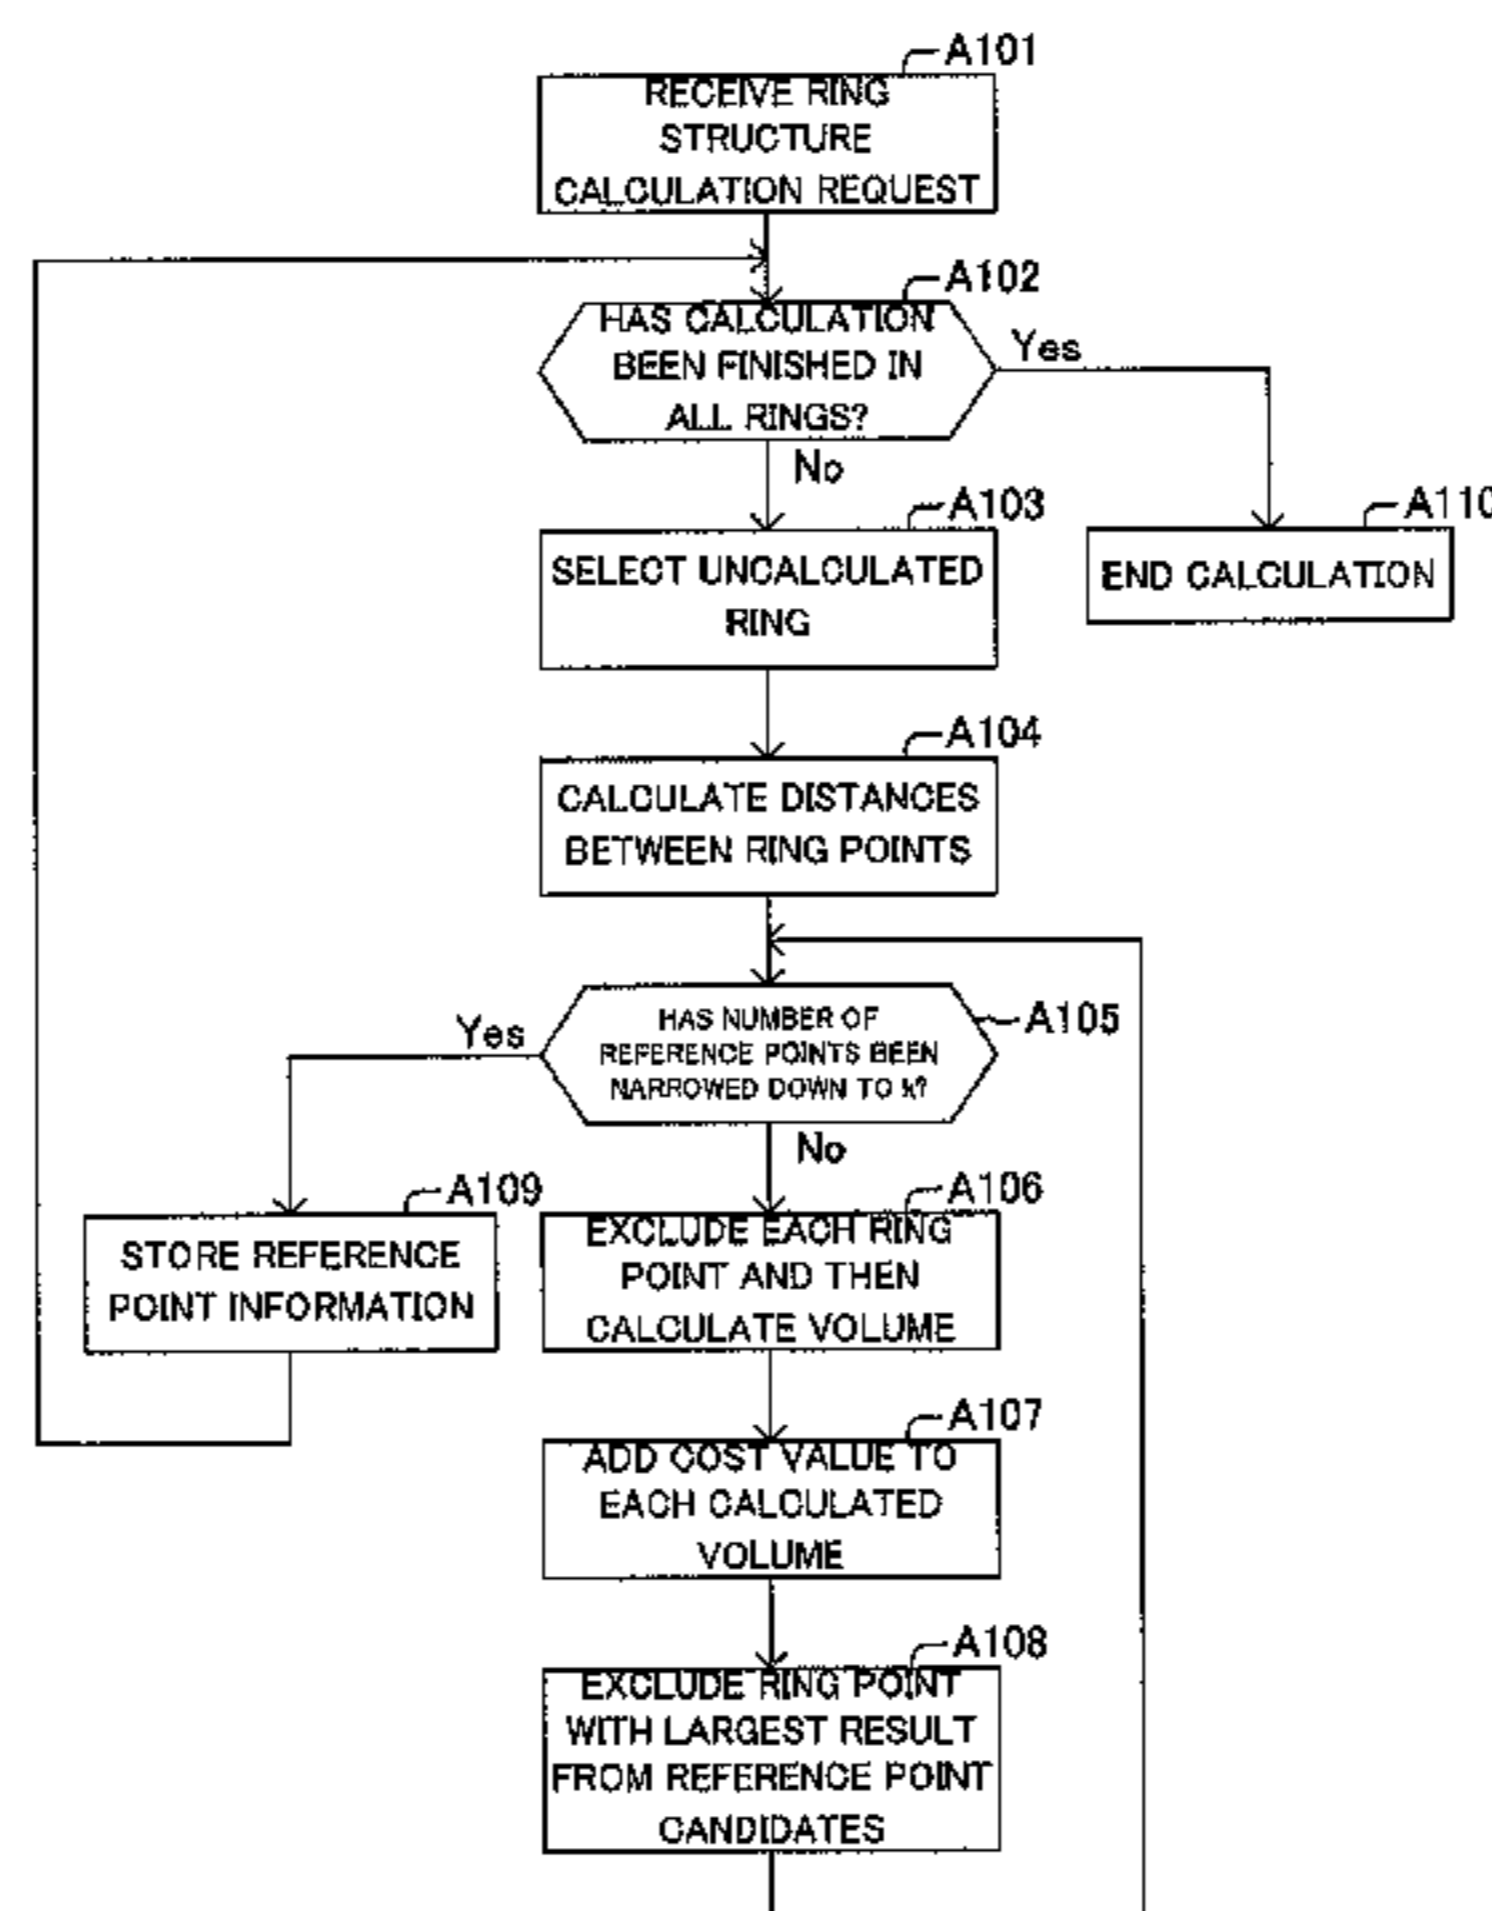 A101
RECEIVE RING
STRUCTURE
CALCULATION REQUEST
A102
HAS CALCULATION
BEEN FINISHED IN
ALL RINGS?
Yes
No
A103
SELECT UNCALCULATED
RING
A110
END CALCULATION
A104
CALCULATE DISTANCES
BETWEEN RING POINTS
A105
HAS NUMBER OF
REFERENCE POINTS BEEN
NARROWED DOWN TO k?
Yes
No
A109
STORE REFERENCE
POINT INFORMATION
A106
EXCLUDE EACH RING
POINT AND THEN
CALCULATE VOLUME
A107
ADD COST VALUE TO
EACH CALCULATED
VOLUME
A108
EXCLUDE RING POINT
WITH LARGEST RESULT
FROM REFERENCE POINT
CANDIDATES